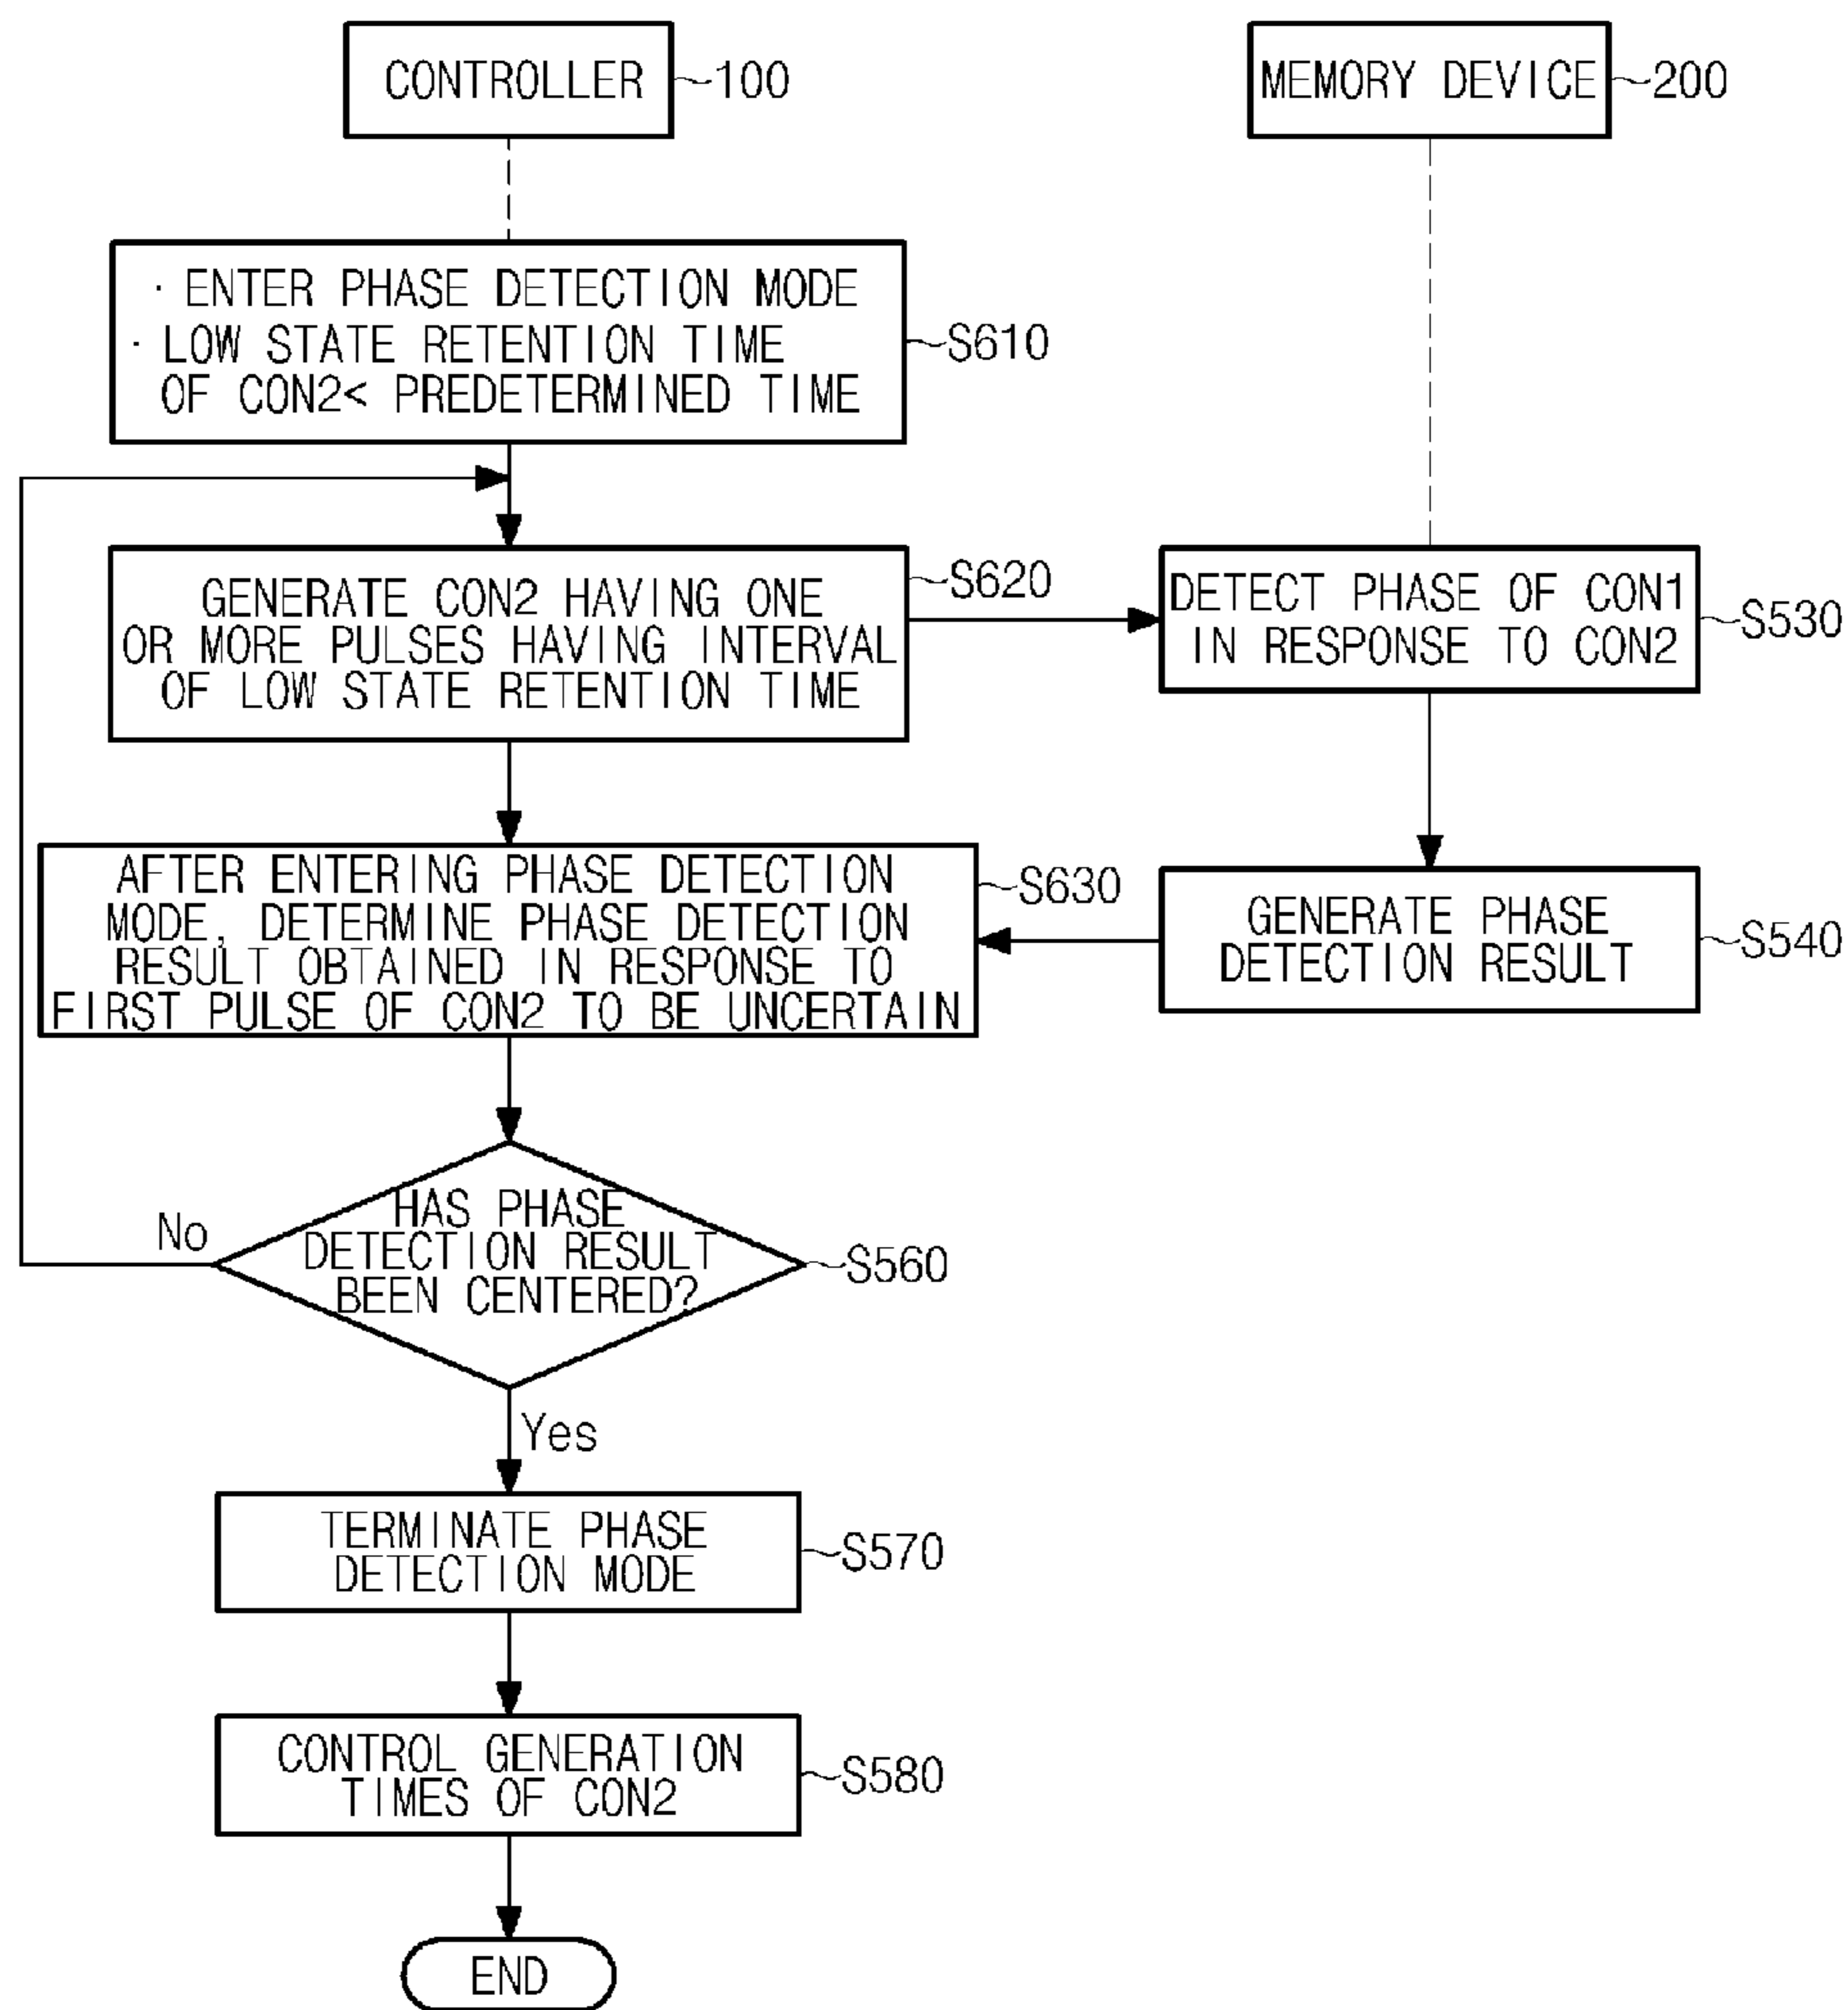 CONTROLLER
100
MEMORY DEVICE
200
· ENTER PHASE DETECTION MODE
· LOW STATE RETENTION TIME
OF CON2< PREDETERMINED TIME
S610
GENERATE CON2 HAVING ONE
OR MORE PULSES HAVING INTERVAL
OF LOW STATE RETENTION TIME
S620
DETECT PHASE OF CON1
IN RESPONSE TO CON2
S530
AFTER ENTERING PHASE DETECTION
MODE, DETERMINE PHASE DETECTION
RESULT OBTAINED IN RESPONSE TO
FIRST PULSE OF CON2 TO BE UNCERTAIN
S630
GENERATE PHASE
DETECTION RESULT
S540
HAS PHASE
DETECTION RESULT
BEEN CENTERED?
S560
No
Yes
TERMINATE PHASE
DETECTION MODE
S570
CONTROL GENERATION
TIMES OF CON2
S580
END